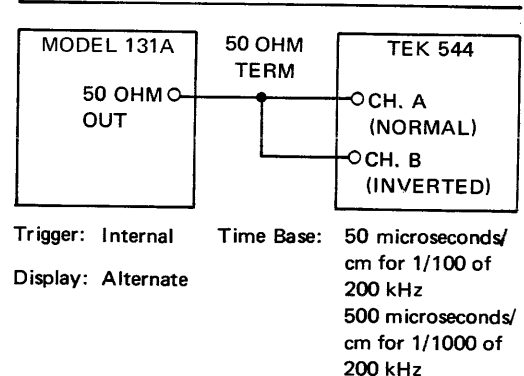 MODEL 131A
50 OHM
OUT
50 OHM
TERM
TEK 544
CH. A
(NORMAL)
CH. B
(INVERTED)
Trigger: Internal
Display: Alternate
Time Base: 50 microseconds/
cm for 1/100 of
200 kHz
500 microseconds/
cm for 1/1000 of
200 kHz